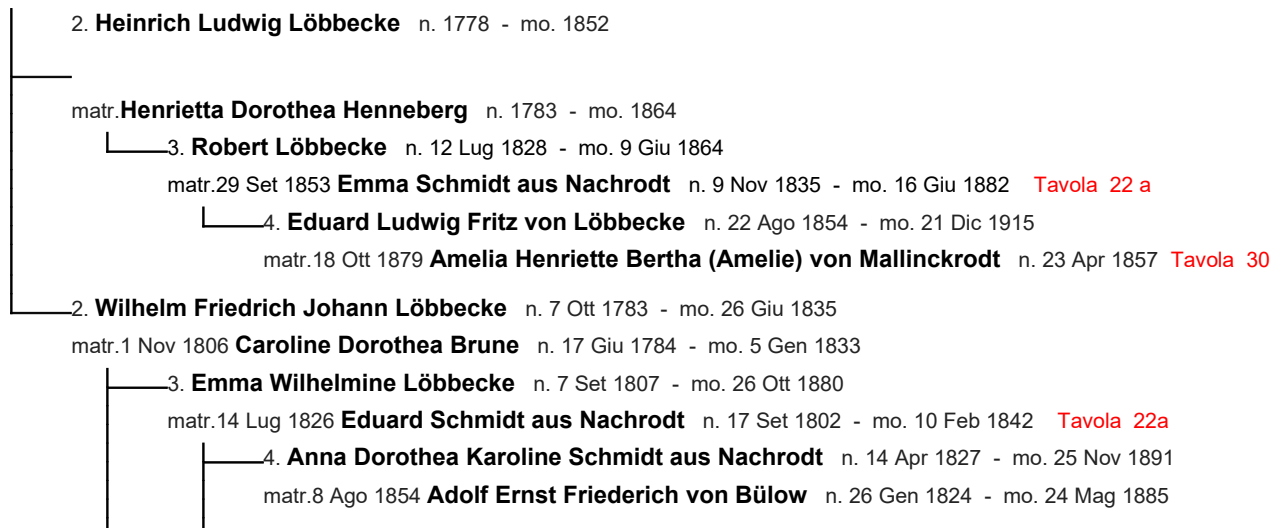 2. Heinrich Ludwig Löbbecke n. 1778 - mo. 1852
matr.Henrietta Dorothea Henneberg n. 1783 - mo. 1864
3. Robert Löbbecke n. 12 Lug 1828 - mo. 9 Giu 1864
matr.29 Set 1853 Emma Schmidt aus Nachrodt n. 9 Nov 1835 - mo. 16 Giu 1882 Tavola 22 a
4. Eduard Ludwig Fritz von Löbbecke n. 22 Ago 1854 - mo. 21 Dic 1915
matr.18 Ott 1879 Amelia Henriette Bertha (Amelie) von Mallinckrodt n. 23 Apr 1857 Tavola 30
2. Wilhelm Friedrich Johann Löbbecke n. 7 Ott 1783 - mo. 26 Giu 1835
matr.1 Nov 1806 Caroline Dorothea Brune n. 17 Giu 1784 - mo. 5 Gen 1833
3. Emma Wilhelmine Löbbecke n. 7 Set 1807 - mo. 26 Ott 1880
matr.14 Lug 1826 Eduard Schmidt aus Nachrodt n. 17 Set 1802 - mo. 10 Feb 1842 Tavola 22a
4. Anna Dorothea Karoline Schmidt aus Nachrodt n. 14 Apr 1827 - mo. 25 Nov 1891
matr.8 Ago 1854 Adolf Ernst Friederich von Bülow n. 26 Gen 1824 - mo. 24 Mag 1885